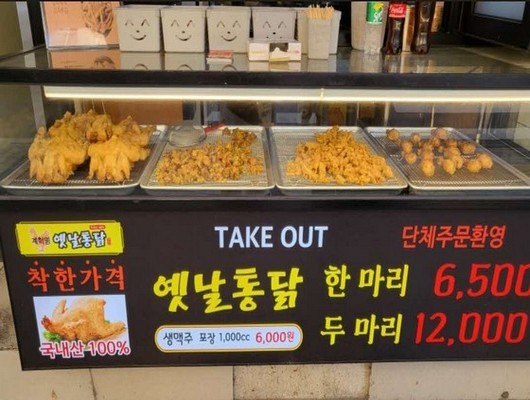 옛날통닭
착한가격
국내산 100%
TAKE OUT
단체주문환영
옛날통닭
한 마리 6,500
두 마리 12,000
생맥주 포장 1,000cc 6,000원